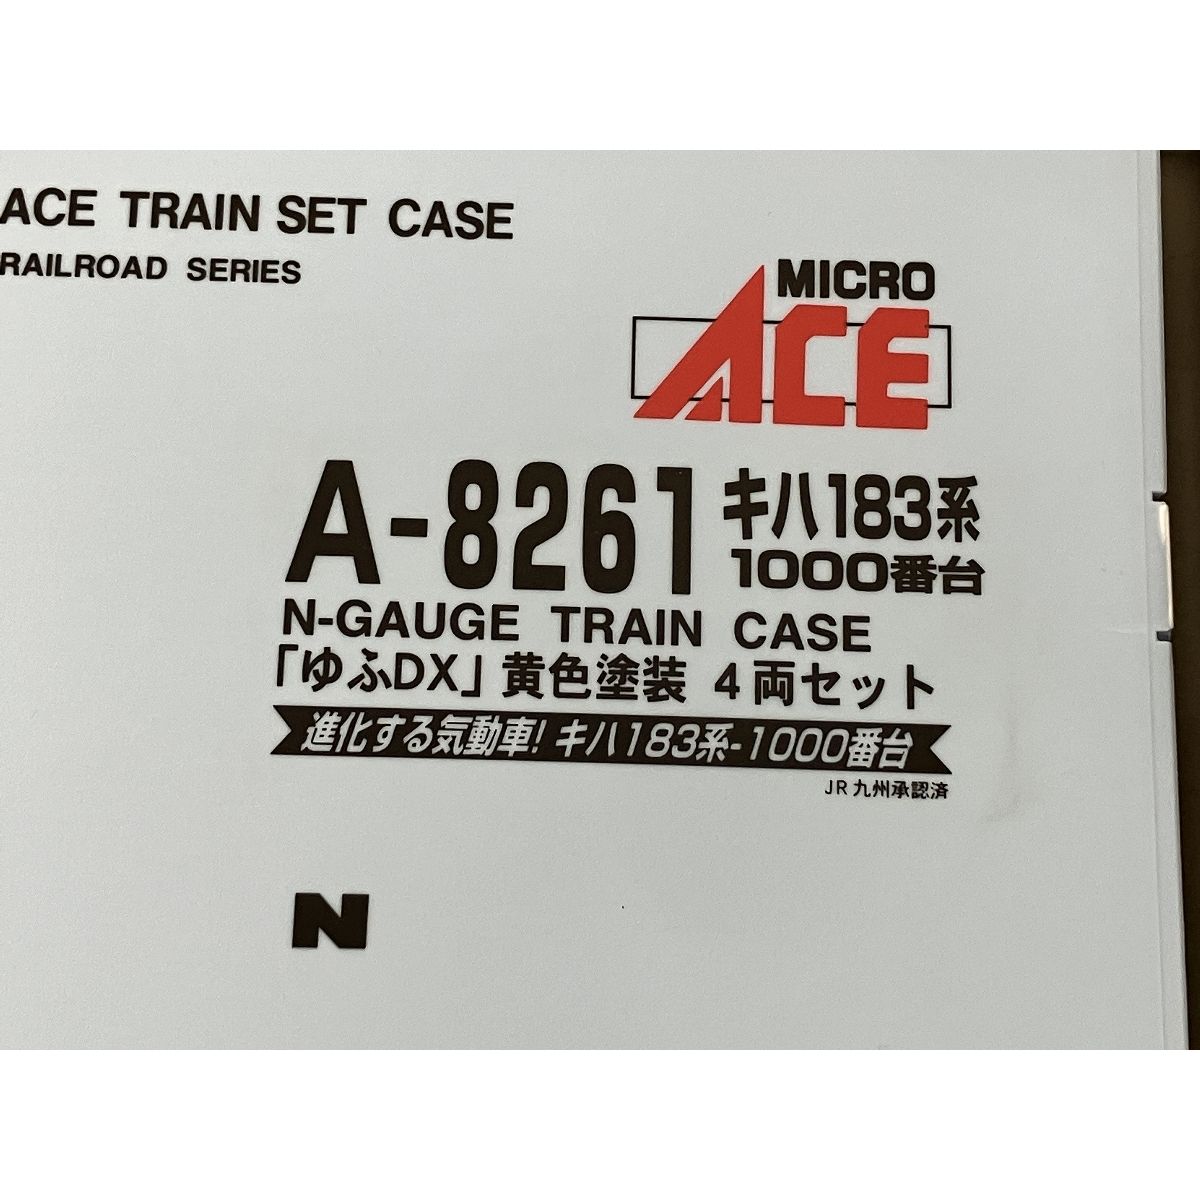 ACE TRAIN SET CASE
RAILROAD SERIES
MICRO
ACE
A-8261 キハ183系
1000番台
N-GAUGE TRAIN CASE
「ゆふDX」黄色塗装 4両セット
進化する気動車! キハ183系-1000番台
JR九州承認済
N